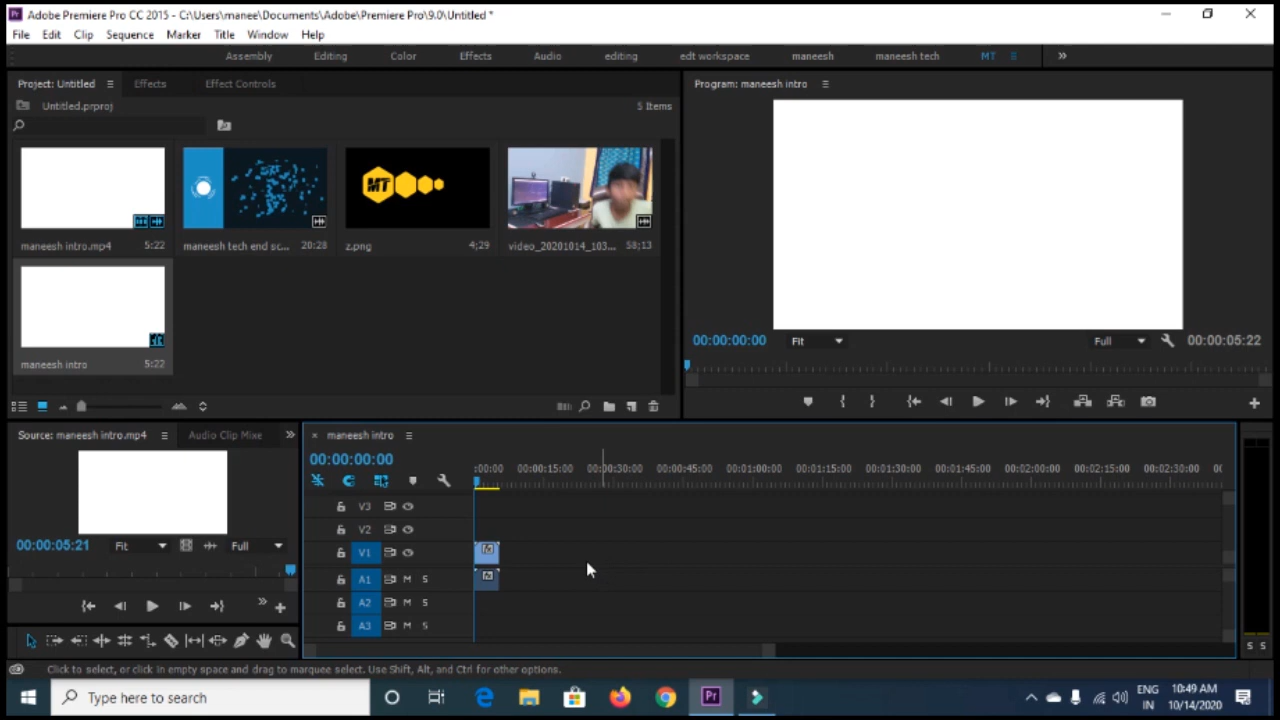 Adobe Premiere Pro CC 2015 - C:\Users\manee\Documents\Adobe\Premiere Pro\9.0\Untitled *
File Edit Clip Sequence Marker Title Window Help
Assembly Editing Color Effects Audio editing edt workspace maneesh maneesh tech MT
Project: Untitled Effects Effect Controls
Untitled.prproj 5 Items
MT
maneesh intro.mp4 5:22 maneesh tech end sc... 20:28 z.png 4;29 video_20201014_103... 58;13
maneesh intro 5:22
Program: maneesh intro
00:00:00:00 Fit Full 00:00:05:22
Source: maneesh intro.mp4 Audio Clip Mixe
00:00:05:21 Fit Full
maneesh intro
00:00:00:00
:00:00 00:00:15:00 00:00:30:00 00:00:45:00 00:01:00:00 00:01:15:00 00:01:30:00 00:01:45:00 00:02:00:00 00:02:15:00 00:02:30:00 00
V3
V2
V1 fx
A1 M S fx
A2 M S
A3 M S
S S
Click to select, or click in empty space and drag to marquee select. Use Shift, Alt, and Ctrl for other options.
Type here to search
Pr
ENG
IN
10:49 AM
10/14/2020